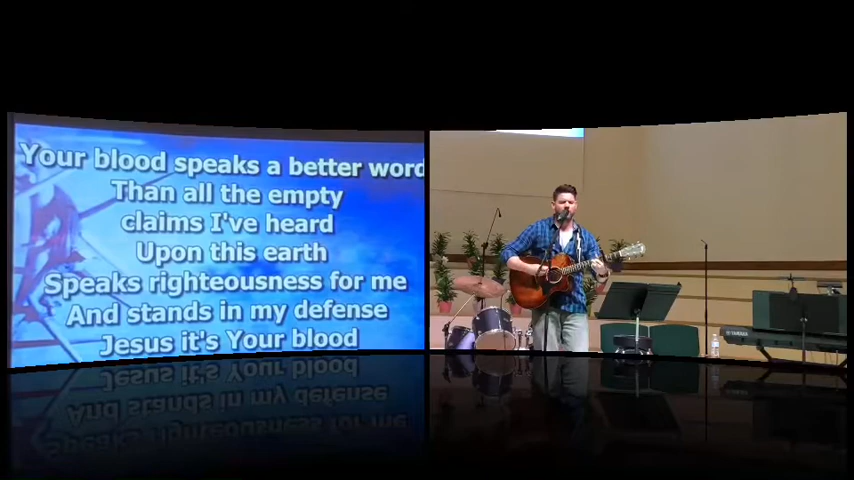 Your blood speaks a better word
Than all the empty
claims I've heard
Upon this earth
Speaks righteousness for me
And stands in my defense
Jesus it's Your blood
YAMAHA